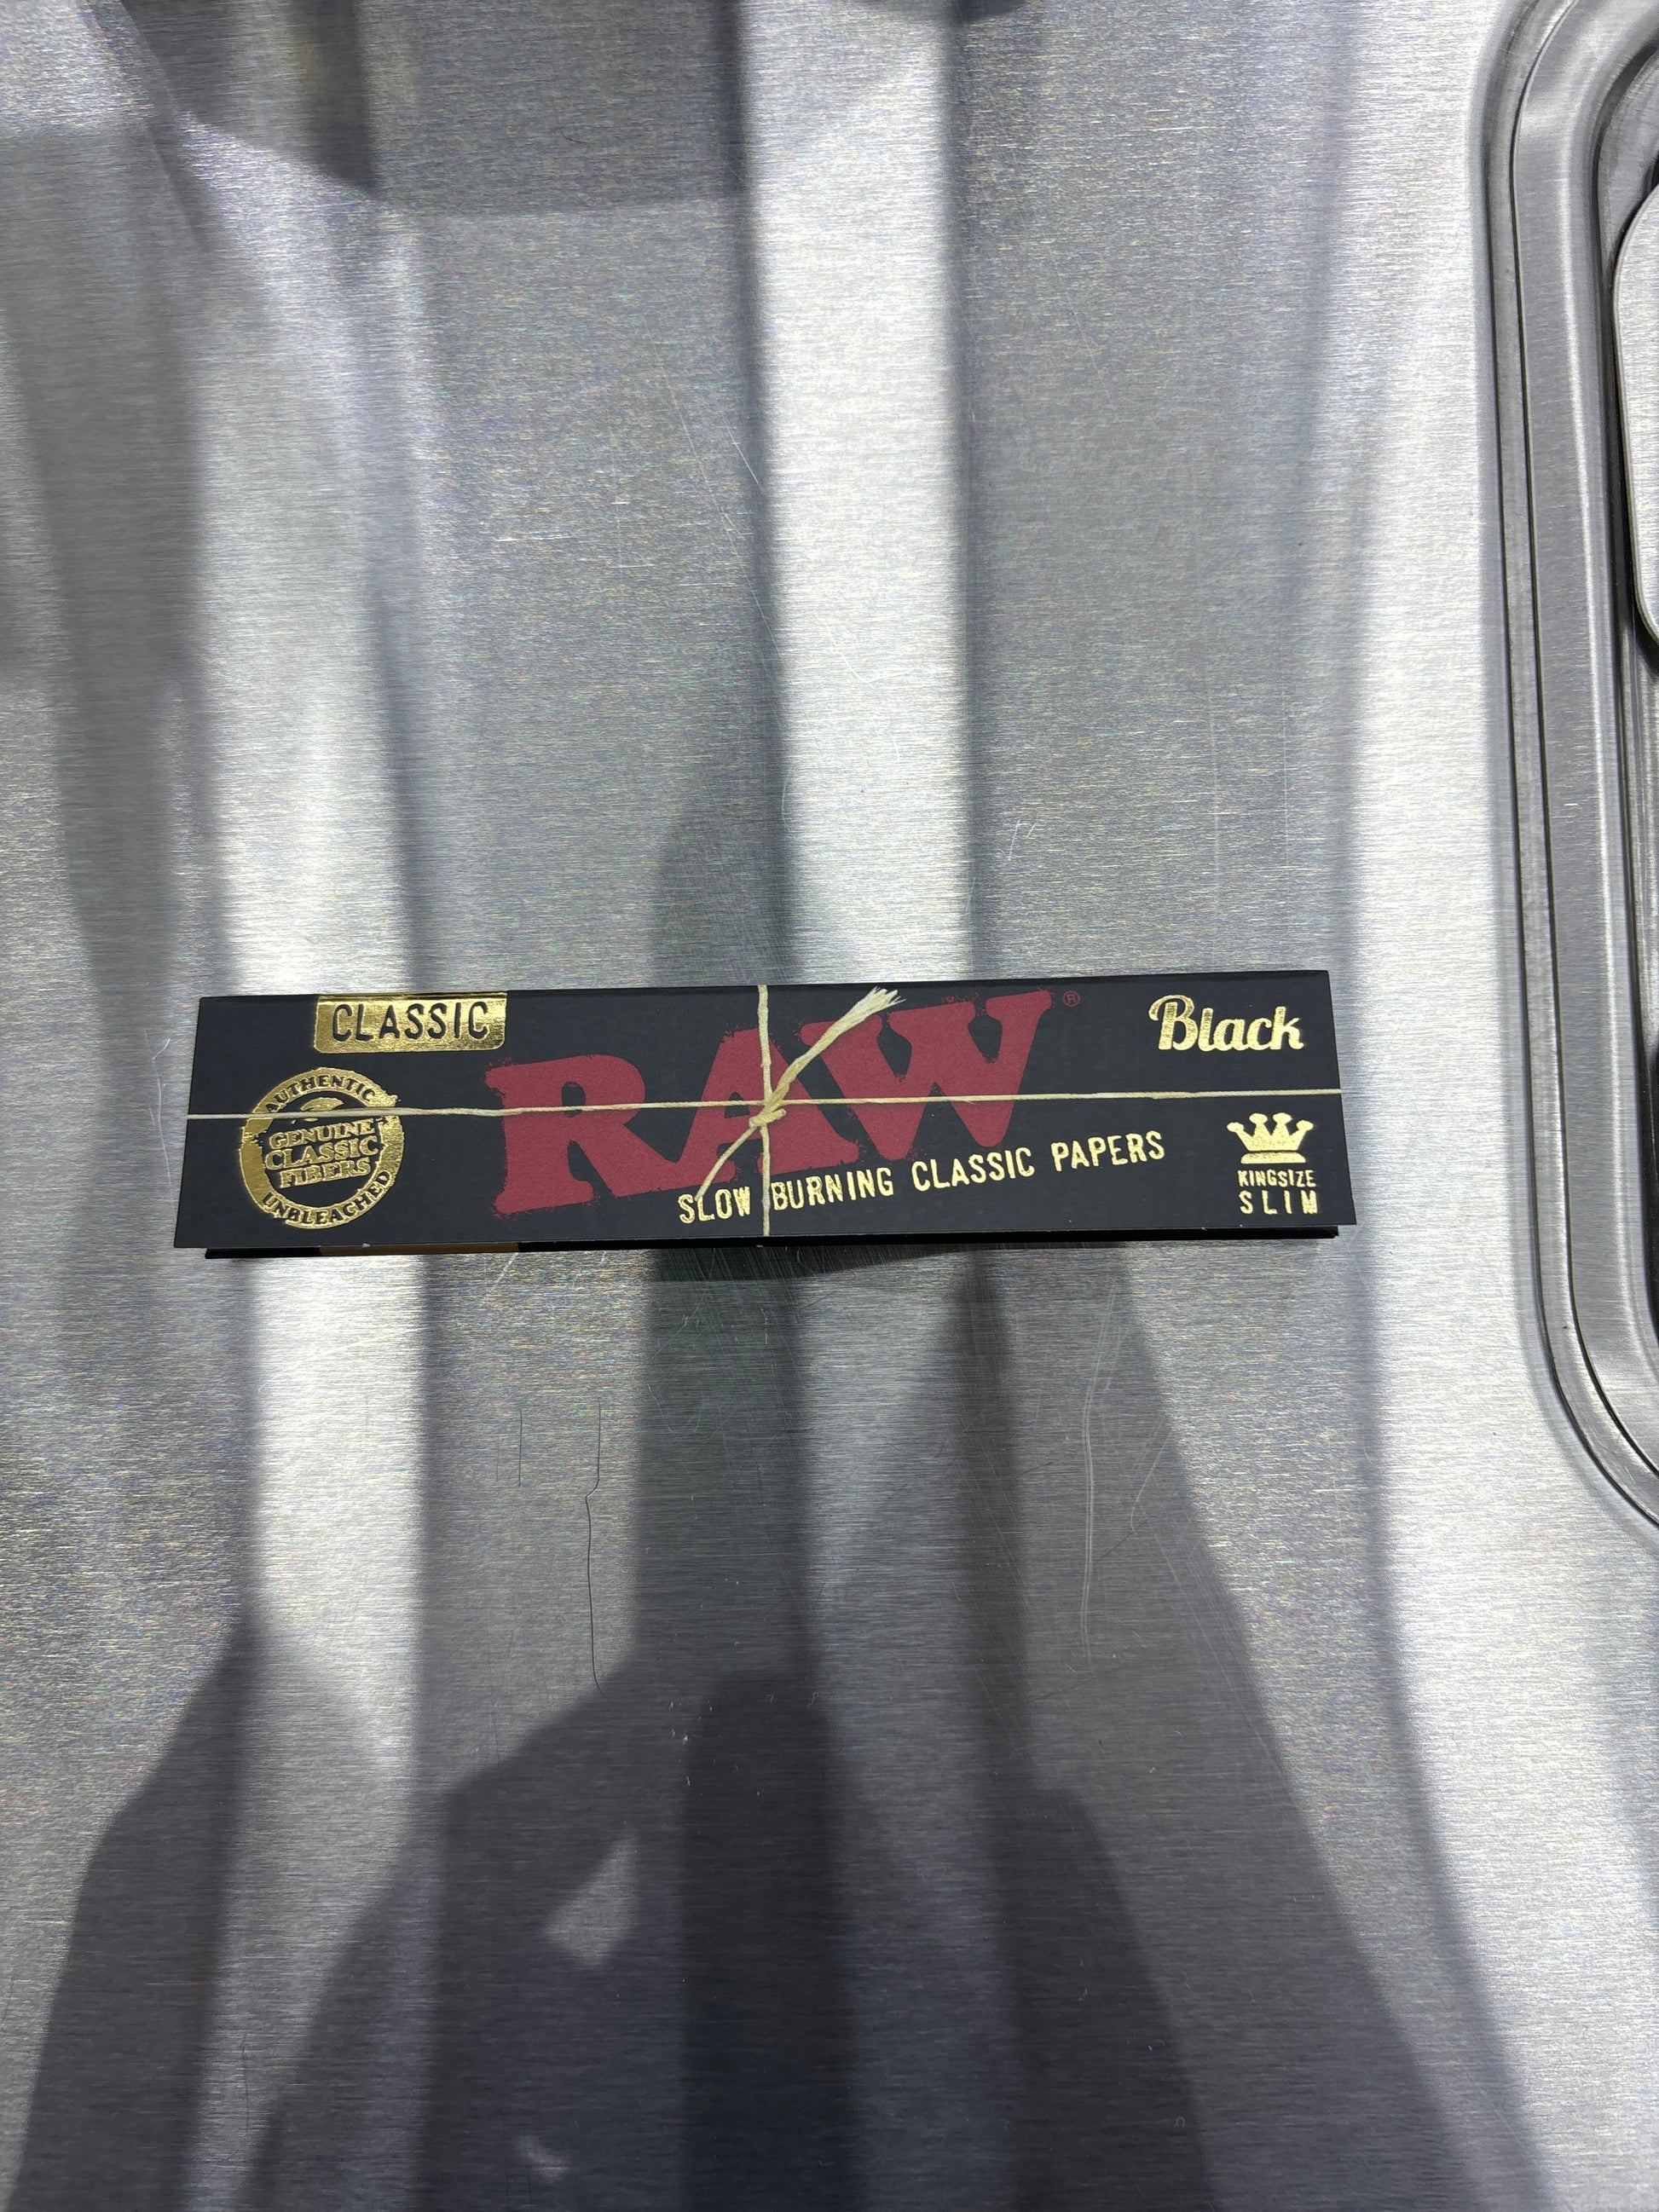 CLASSIC
AUTHENTIC
GENUINE
CLASSIC
FIBERS
UNBLEACHED
RAW®
SLOW BURNING CLASSIC PAPERS
Black
KINGSIZE
SLIM